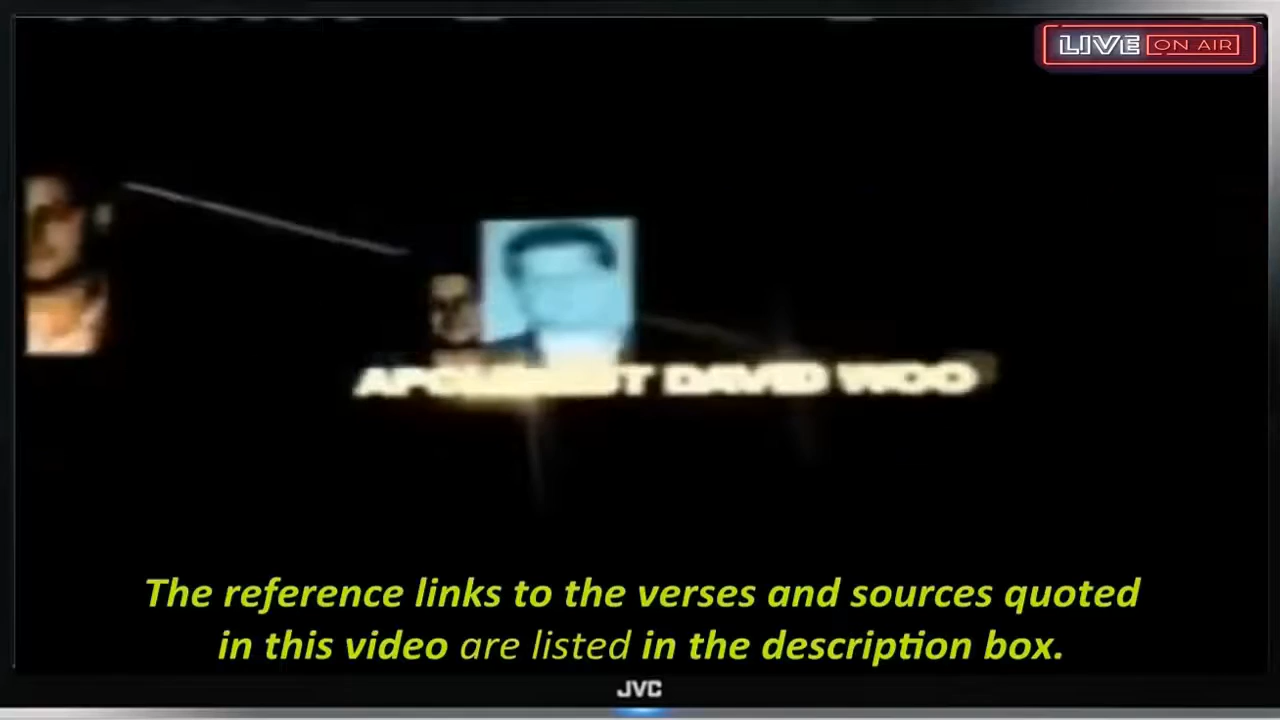 LIVE ON AIR
DAVID WOO
The reference links to the verses and sources quoted
in this video are listed in the description box.
JVC